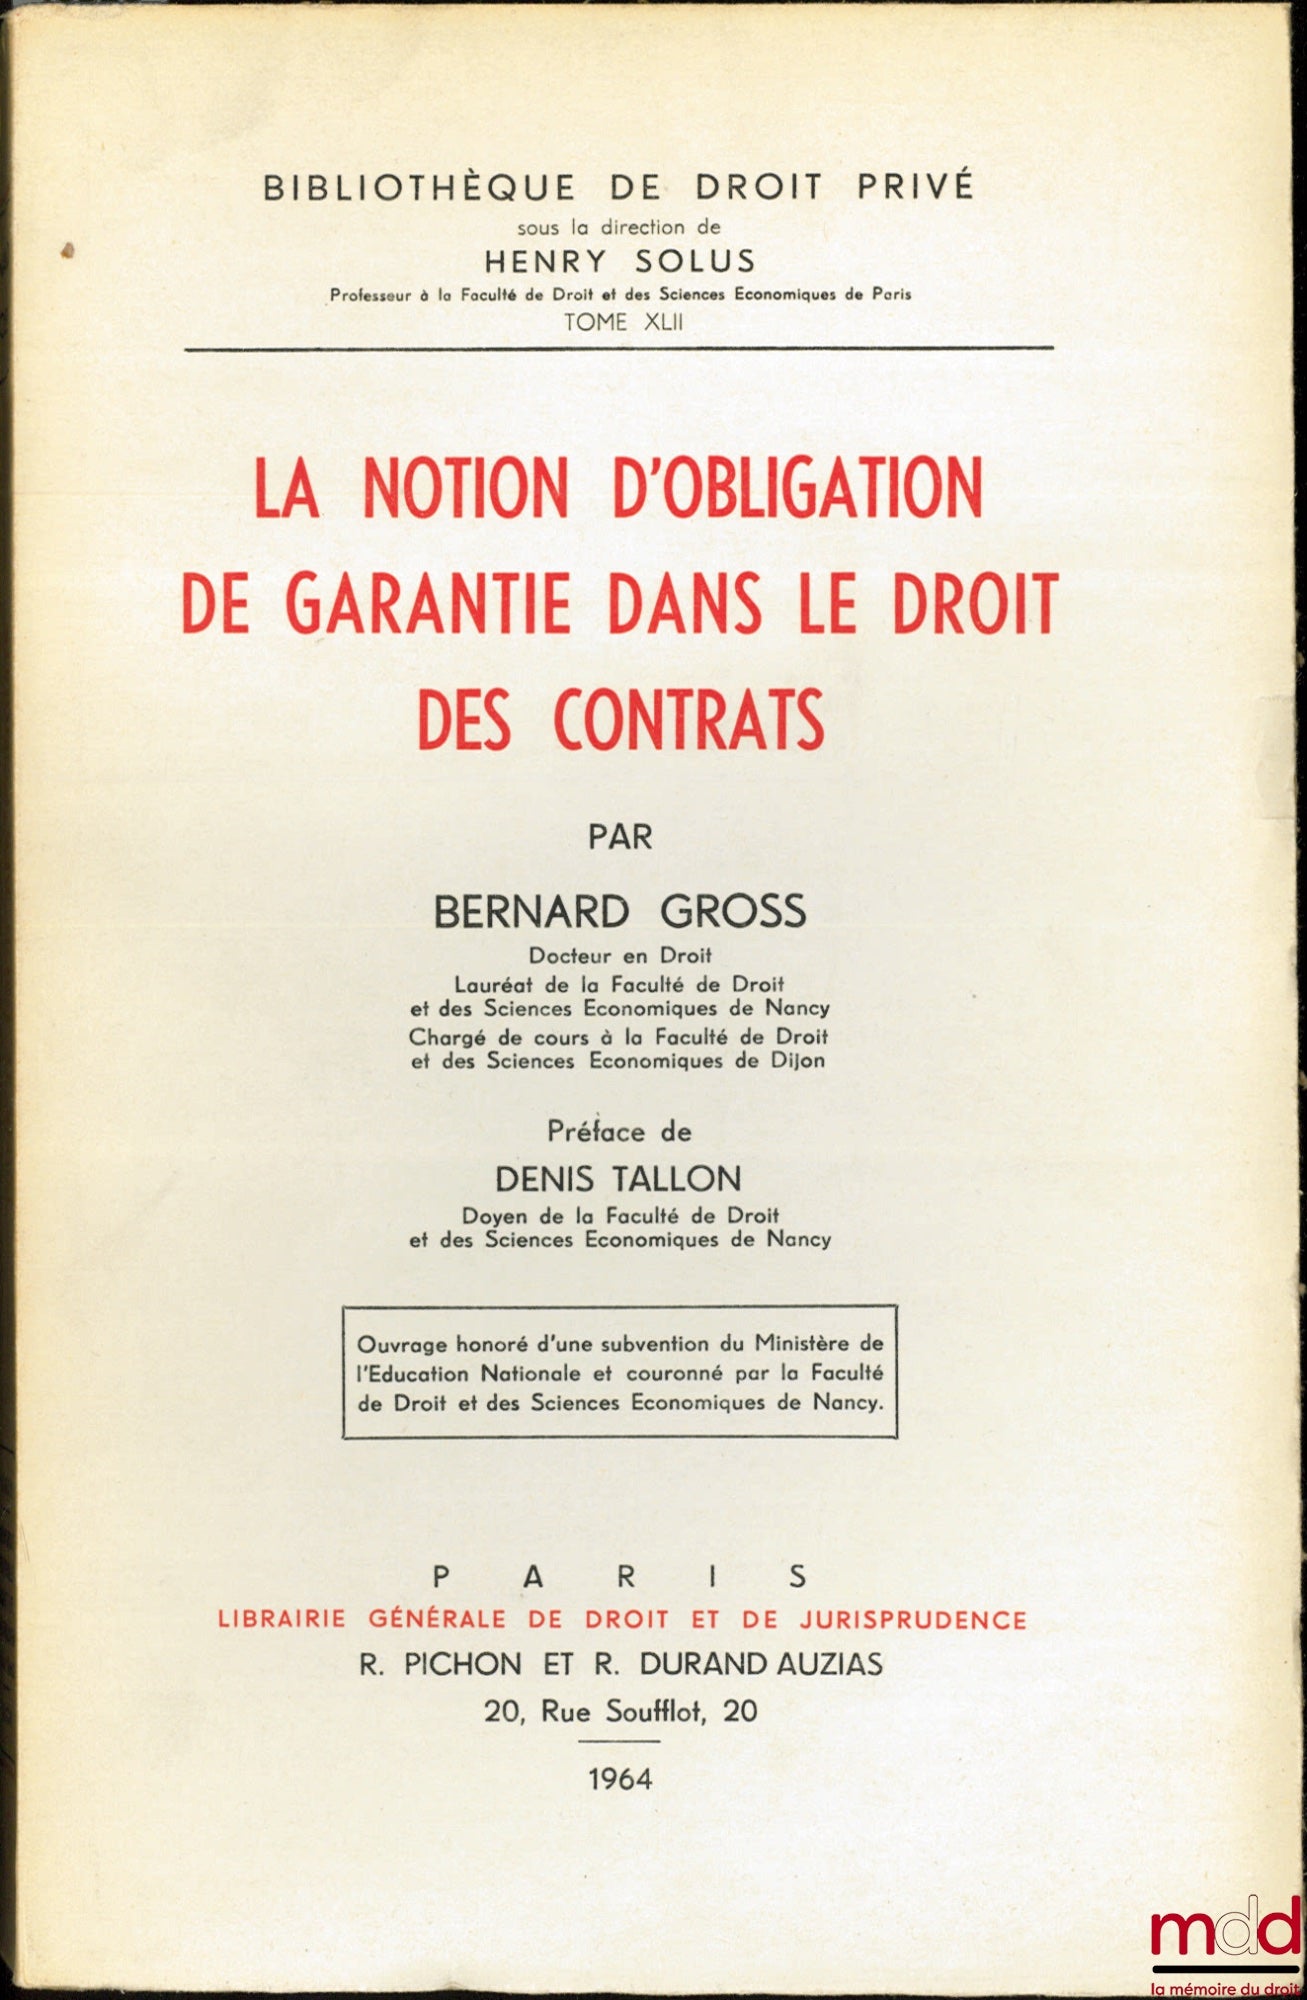 BIBLIOTHÈQUE DE DROIT PRIVÉ
sous la direction de
HENRY SOLUS
Professeur à la Faculté de Droit et des Sciences Economiques de Paris
TOME XLII
LA NOTION D'OBLIGATION
DE GARANTIE DANS LE DROIT
DES CONTRATS
PAR
BERNARD GROSS
Docteur en Droit
Lauréat de la Faculté de Droit
et des Sciences Economiques de Nancy
Chargé de cours à la Faculté de Droit
et des Sciences Economiques de Dijon
Préface de
DENIS TALLON
Doyen de la Faculté de Droit
et des Sciences Economiques de Nancy
Ouvrage honoré d'une subvention du Ministère de
l'Education Nationale et couronné par la Faculté
de Droit et des Sciences Economiques de Nancy.
PARIS
LIBRAIRIE GÉNÉRALE DE DROIT ET DE JURISPRUDENCE
R. PICHON ET R. DURAND AUZIAS
20, Rue Soufflot, 20
1964
mdd
la mémoire du droit